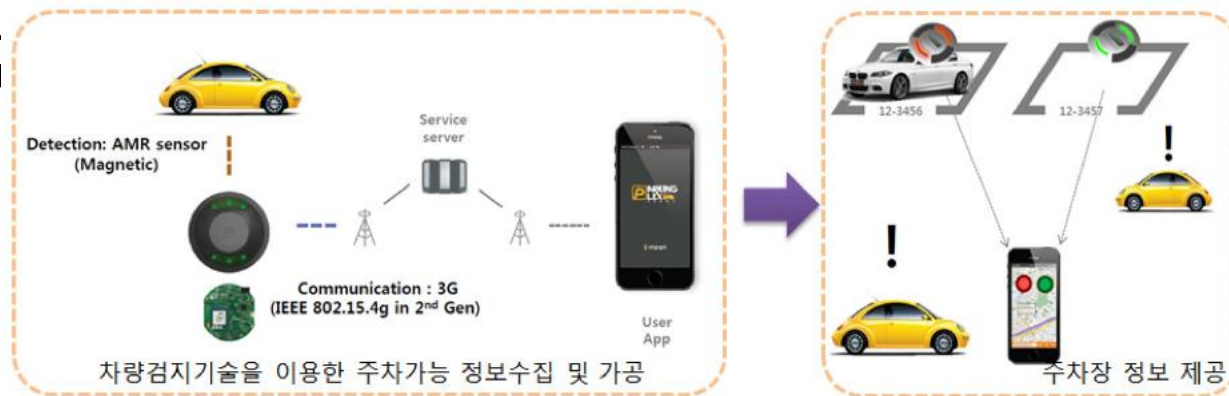 Detection: AMR sensor
(Magnetic)
Service
server
Communication : 3G
(IEEE 802.15.4g in 2nd Gen)
User
App
차량검지기술을 이용한 주차가능 정보수집 및 가공
12-3456
12-3457
!
!
주차장 정보 제공